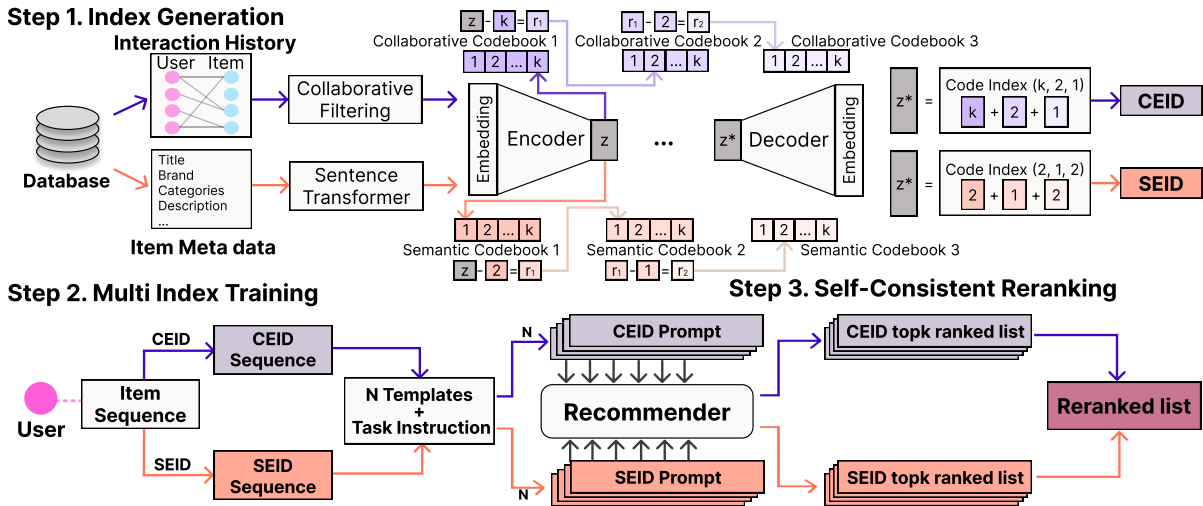 Step 1. Index Generation
Interaction History
User Item
Database
Title
Brand
Categories
Description
...
Item Meta data
Collaborative Filtering
Sentence Transformer
z - k = r₁
Collaborative Codebook 1
1 2 ... k
r₁ - 2 = r₂
Collaborative Codebook 2
1 2 ... k
Collaborative Codebook 3
1 2 ... k
Embedding
Encoder
z
...
z*
Decoder
Embedding
1 2 ... k
Semantic Codebook 1
z - 2 = r₁
1 2 ... k
Semantic Codebook 2
r₁ - 1 = r₂
1 2 ... k
Semantic Codebook 3
z* =
Code Index (k, 2, 1)
k + 2 + 1
CEID
z* =
Code Index (2, 1, 2)
2 + 1 + 2
SEID
Step 2. Multi Index Training
User
Item
Sequence
CEID
CEID
Sequence
SEID
SEID
Sequence
N Templates
+
Task Instruction
Step 3. Self-Consistent Reranking
N
CEID Prompt
Recommender
SEID Prompt
N
CEID topk ranked list
SEID topk ranked list
Reranked list